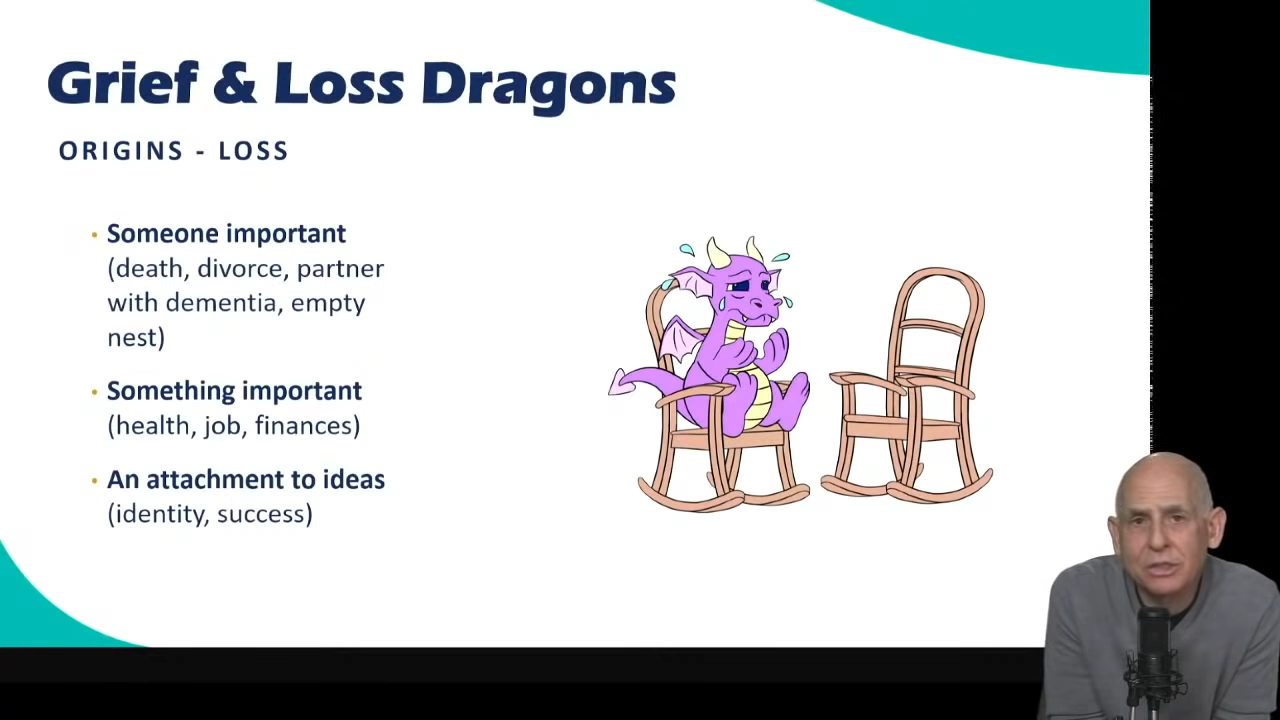 Grief & Loss Dragons
ORIGINS - LOSS
• Someone important
(death, divorce, partner
with dementia, empty
nest)
• Something important
(health, job, finances)
• An attachment to ideas
(identity, success)